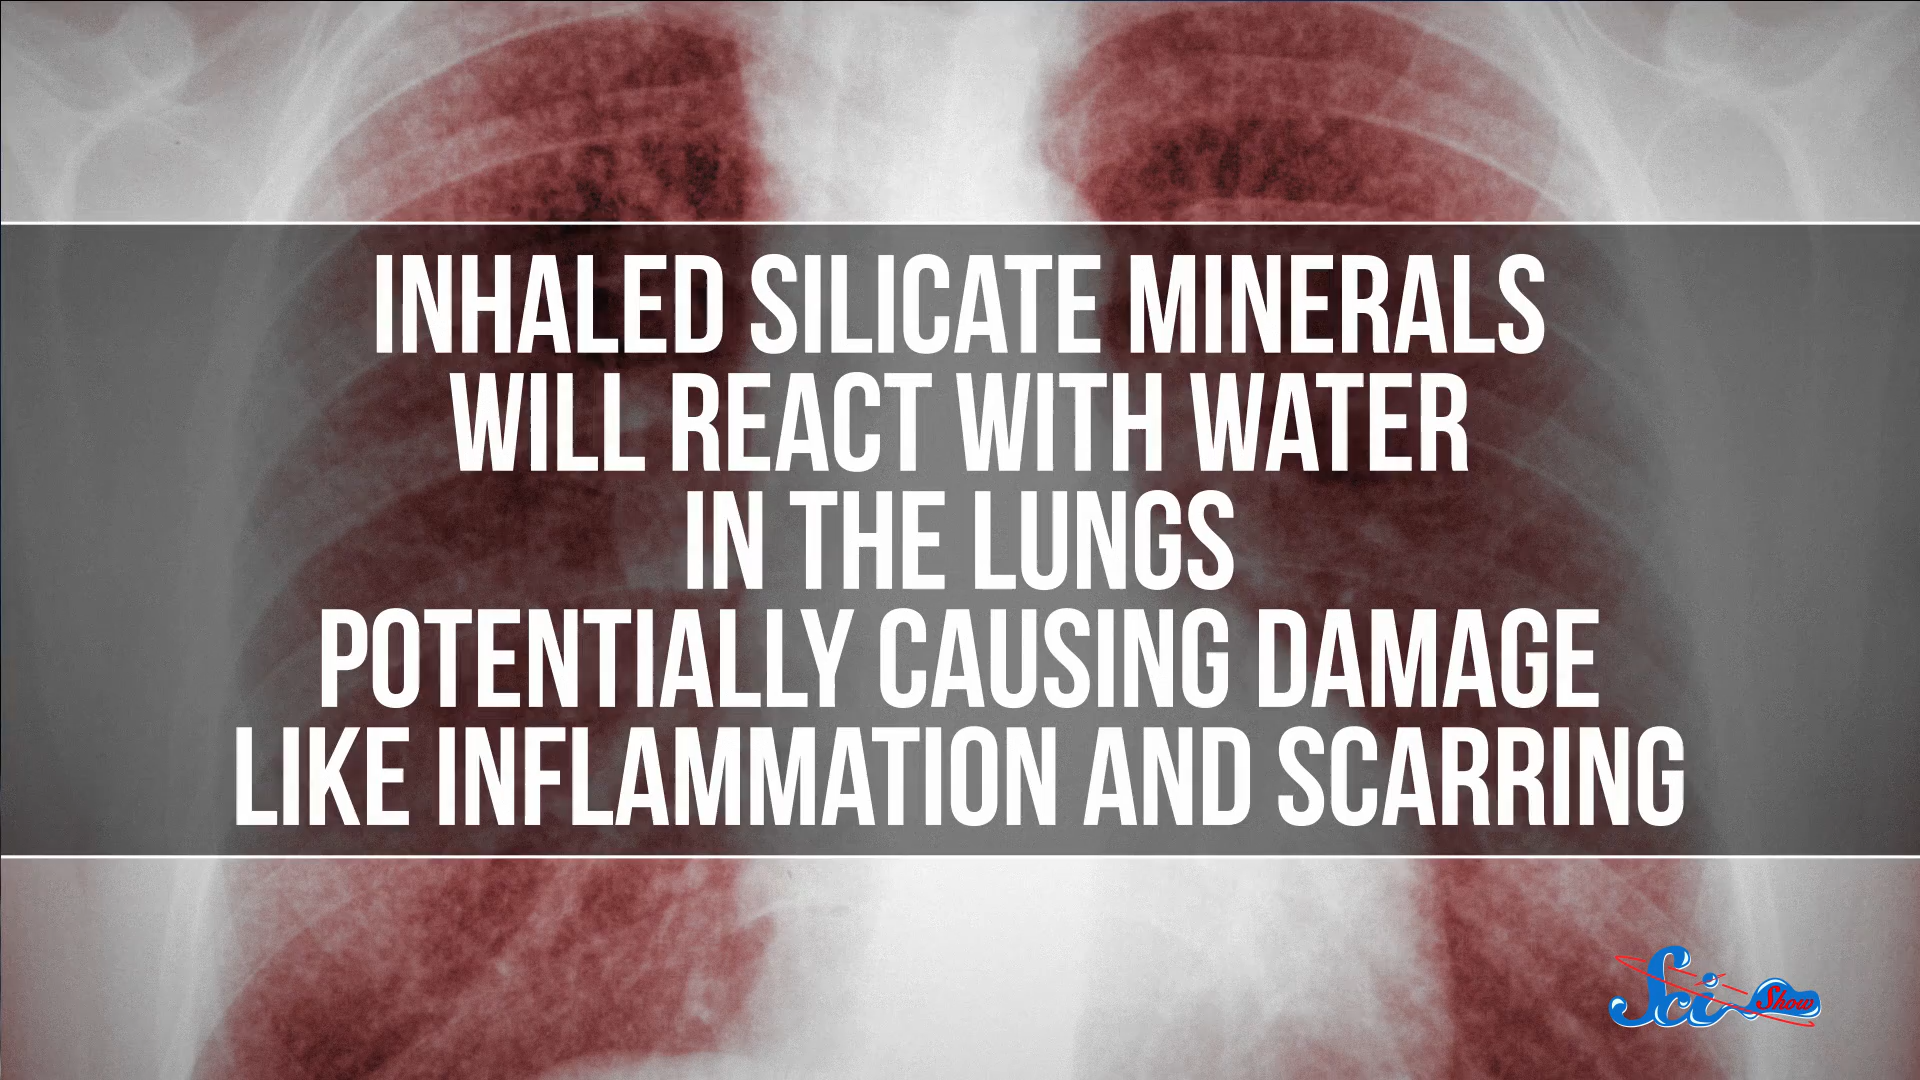 INHALED SILICATE MINERALS
WILL REACT WITH WATER
IN THE LUNGS
POTENTIALLY CAUSING DAMAGE
LIKE INFLAMMATION AND SCARRING
Sci Show